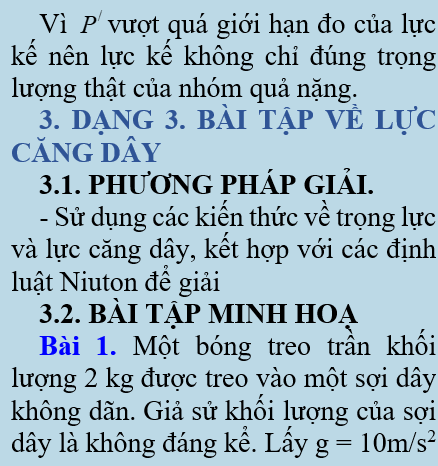 Vì P' vượt quá giới hạn đo của lực
kế nên lực kế không chỉ đúng trọng
lượng thật của nhóm quả nặng.
3. DẠNG 3. BÀI TẬP VỀ LỰC
CĂNG DÂY
3.1. PHƯƠNG PHÁP GIẢI.
- Sử dụng các kiến thức về trọng lực
và lực căng dây, kết hợp với các định
luật Niuton để giải
3.2. BÀI TẬP MINH HOẠ
Bài 1. Một bóng treo trần khối
lượng 2 kg được treo vào một sợi dây
không dãn. Giả sử khối lượng của sợi
dây là không đáng kể. Lấy g = 10m/s²